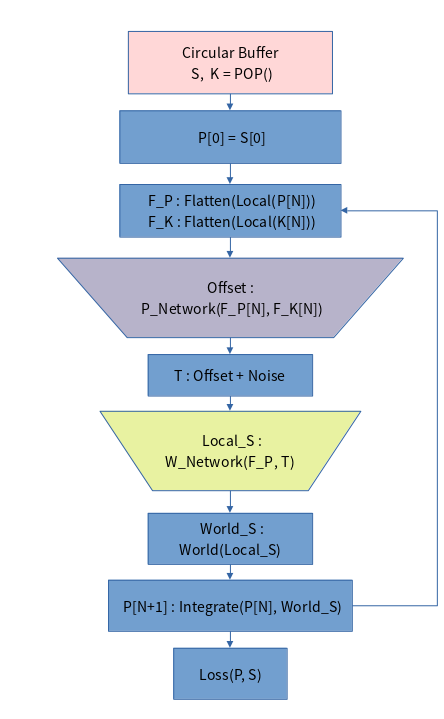 Circular Buffer
S, K = POP()
P[0] = S[0]
F_P : Flatten(Local(P[N]))
F_K : Flatten(Local(K[N]))
Offset :
P_Network(F_P[N], F_K[N])
T : Offset + Noise
Local_S :
W_Network(F_P, T)
World_S :
World(Local_S)
P[N+1] : Integrate(P[N], World_S)
Loss(P, S)